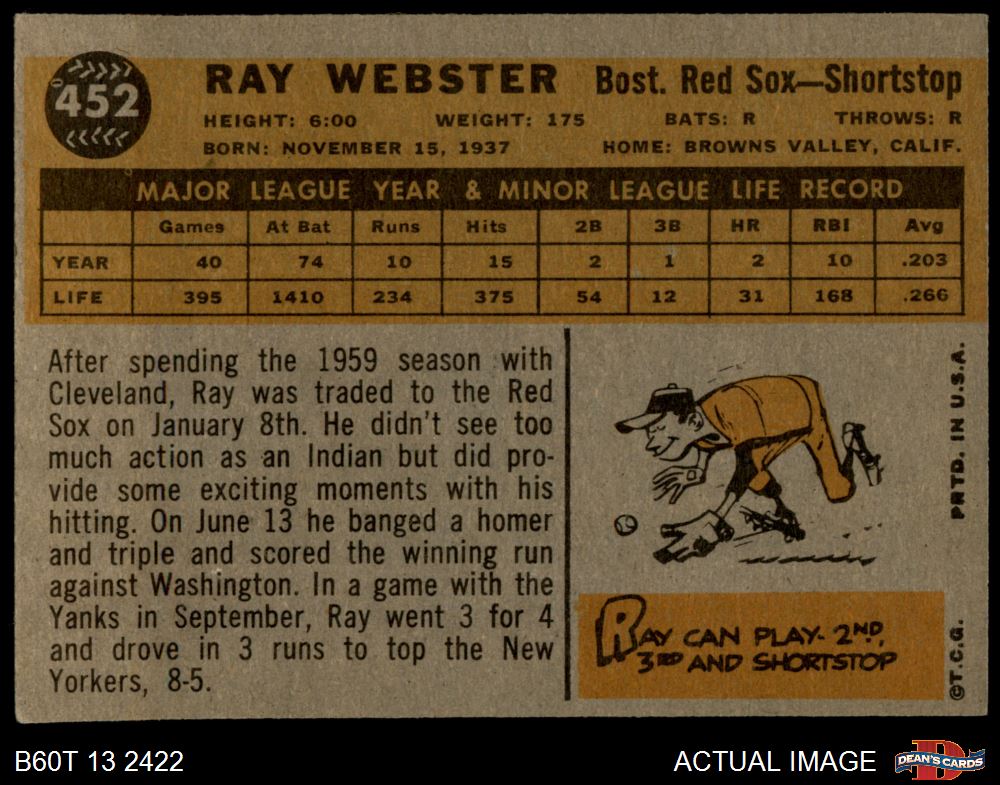 452
RAY WEBSTER Bost. Red Sox—Shortstop
HEIGHT: 6:00 WEIGHT: 175 BATS: R THROWS: R
BORN: NOVEMBER 15, 1937 HOME: BROWNS VALLEY, CALIF.
MAJOR LEAGUE YEAR & MINOR LEAGUE LIFE RECORD
Games At Bat Runs Hits 2B 3B HR RBI Avg
YEAR 40 74 10 15 2 1 2 10 .203
LIFE 395 1410 234 375 54 12 31 168 .266
After spending the 1959 season with
Cleveland, Ray was traded to the Red
Sox on January 8th. He didn't see too
much action as an Indian but did pro-
vide some exciting moments with his
hitting. On June 13 he banged a homer
and triple and scored the winning run
against Washington. In a game with the
Yanks in September, Ray went 3 for 4
and drove in 3 runs to top the New
Yorkers, 8-5.
RAY CAN PLAY- 2ND,
3RD AND SHORTSTOP
©T.C.G. PRTD. IN U.S.A.
B60T 13 2422 ACTUAL IMAGE
D
DEAN'S CARDS